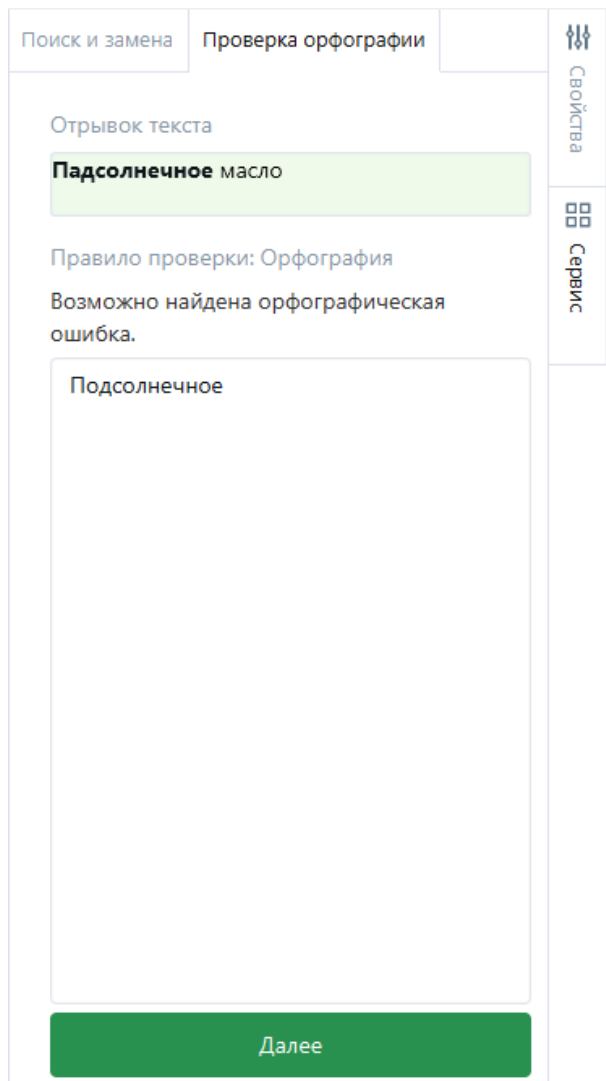 Поиск и замена
Проверка орфографии
Отрывок текста
Падсолнечное масло
Правило проверки: Орфография
Возможно найдена орфографическая
ошибка.
Подсолнечное
Далее
Свойства
Сервис